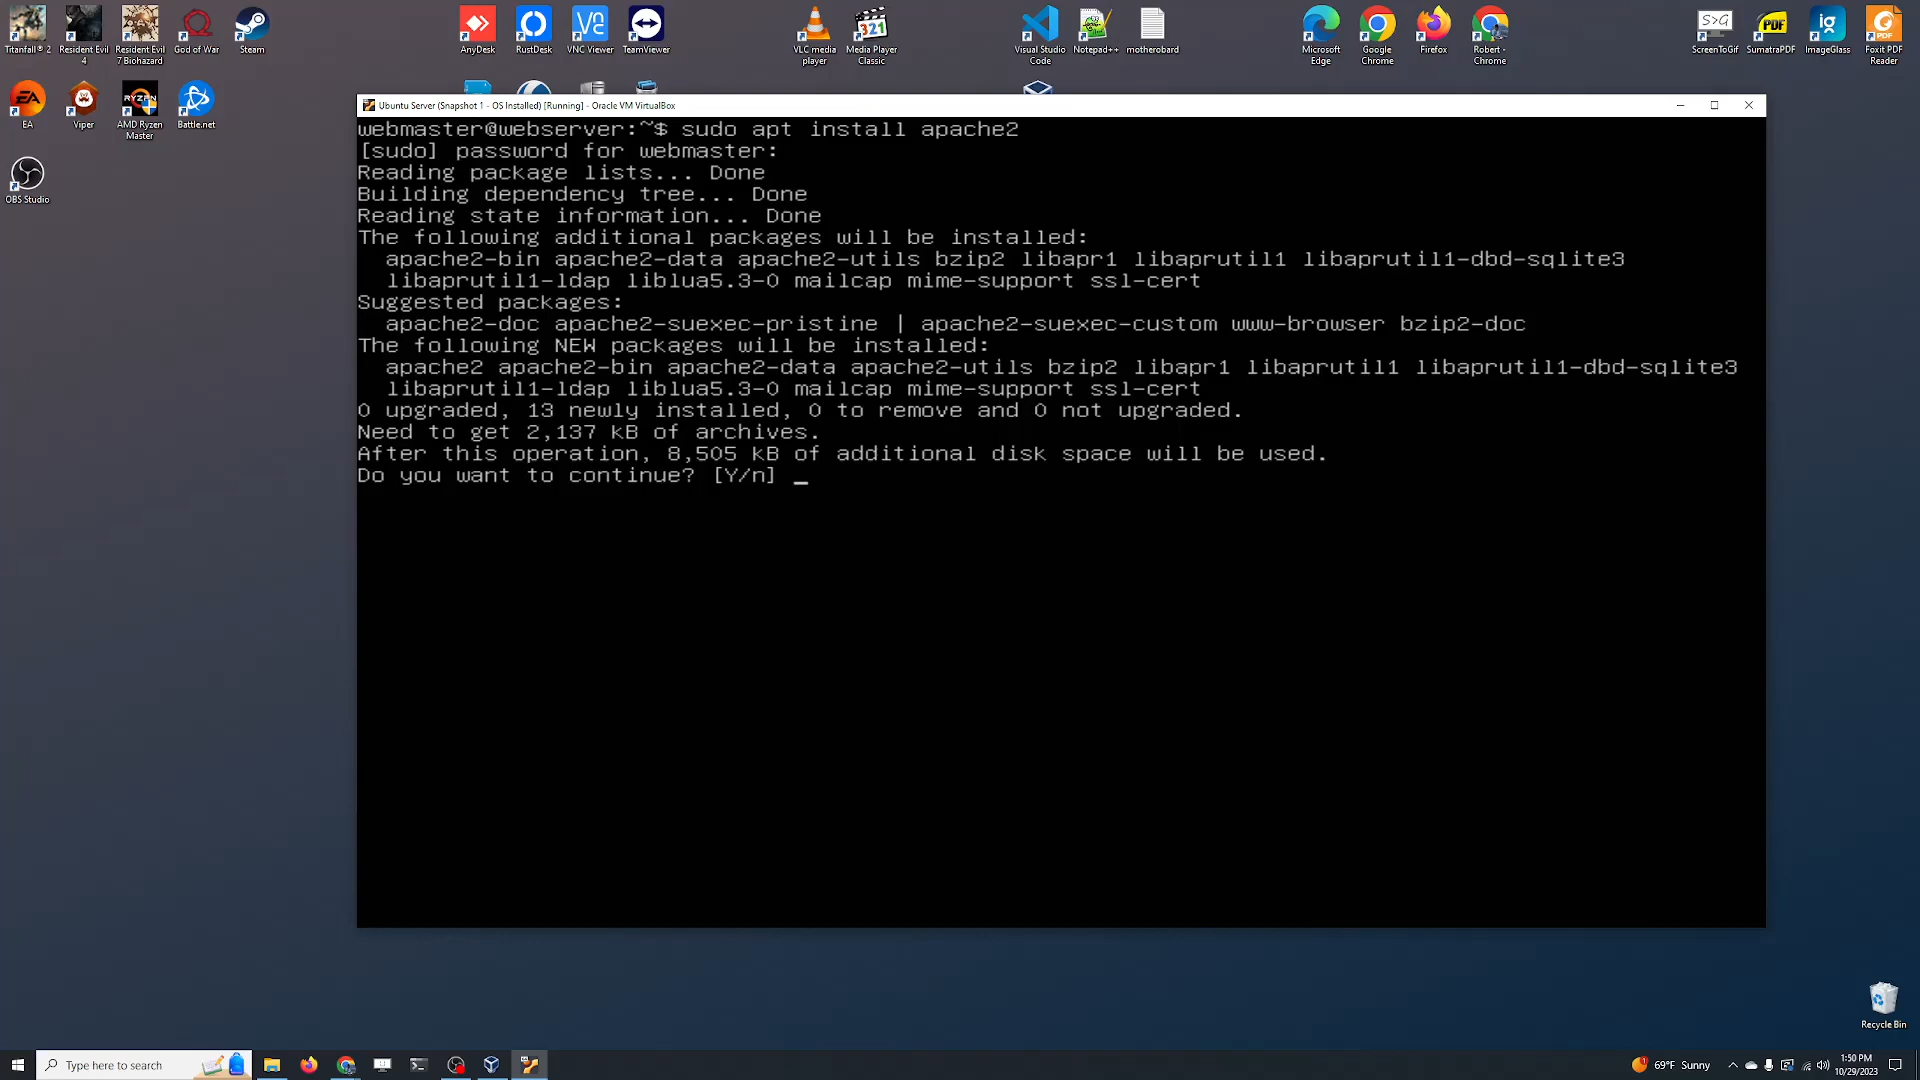 Titanfall® 2
Resident Evil 4
Resident Evil 7 Biohazard
God of War
Steam
AnyDesk
RustDesk
VNC Viewer
TeamViewer
VLC media player
Media Player Classic
Visual Studio Code
Notepad++
motherobard
Microsoft Edge
Google Chrome
Firefox
Robert - Chrome
S>G
ScreenToGif
PDF
SumatraPDF
ig
ImageGlass
PDF
Foxit PDF Reader
EA
EA
Viper
RYZEN
AMD Ryzen Master
Battle.net
OBS Studio
Ubuntu Server (Snapshot 1 - OS Installed) [Running] - Oracle VM VirtualBox
webmaster@webserver:~$ sudo apt install apache2
[sudo] password for webmaster:
Reading package lists... Done
Building dependency tree... Done
Reading state information... Done
The following additional packages will be installed:
apache2-bin apache2-data apache2-utils bzip2 libapr1 libaprutil1 libaprutil1-dbd-sqlite3
libaprutil1-ldap liblua5.3-0 mailcap mime-support ssl-cert
Suggested packages:
apache2-doc apache2-suexec-pristine | apache2-suexec-custom www-browser bzip2-doc
The following NEW packages will be installed:
apache2 apache2-bin apache2-data apache2-utils bzip2 libapr1 libaprutil1 libaprutil1-dbd-sqlite3
libaprutil1-ldap liblua5.3-0 mailcap mime-support ssl-cert
0 upgraded, 13 newly installed, 0 to remove and 0 not upgraded.
Need to get 2,137 kB of archives.
After this operation, 8,505 kB of additional disk space will be used.
Do you want to continue? [Y/n] _
Recycle Bin
Type here to search
69°F Sunny
1:50 PM
10/29/2023